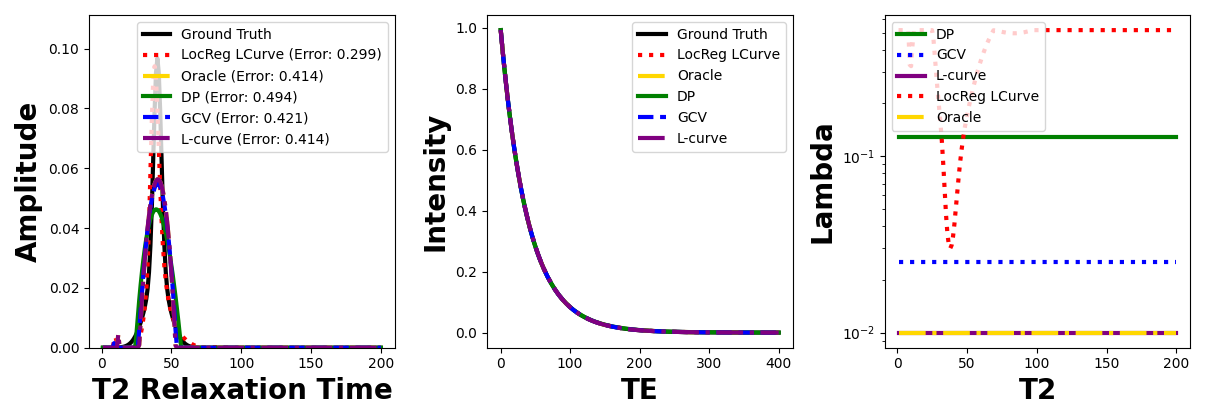 Amplitude
0.10
0.08
0.06
0.04
0.02
0.00
Ground Truth
LocReg LCurve (Error: 0.299)
Oracle (Error: 0.414)
DP (Error: 0.494)
GCV (Error: 0.421)
L-curve (Error: 0.414)
0 50 100 150 200
T2 Relaxation Time
Intensity
1.0
0.8
0.6
0.4
0.2
0.0
Ground Truth
LocReg LCurve
Oracle
DP
GCV
L-curve
0 100 200 300 400
TE
Lambda
10⁻¹
10⁻²
DP
GCV
L-curve
LocReg LCurve
Oracle
0 50 100 150 200
T2